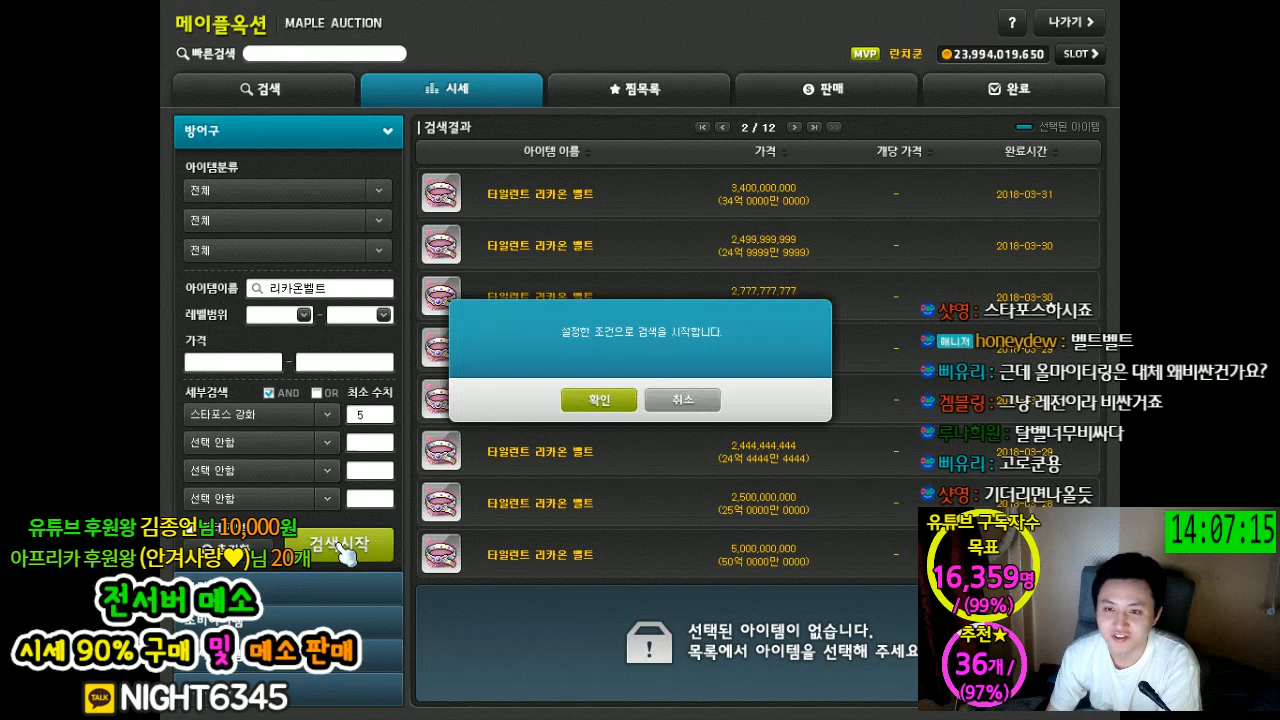 메이플옥션 MAPLE AUCTION
? 나가기
빠른검색
MVP 란치쿤 23,994,019,650 SLOT
검색 시세 찜목록 판매 완료
방어구
아이템분류
전체
전체
전체
아이템이름 리카온벨트
레벨범위 -
가격
-
세부검색 AND OR 최소 수치
스타포스 강화 5
선택 안함
선택 안함
선택 안함
검색시작
검색결과 2 / 12 선택된 아이템
아이템 이름 가격 개당 가격 완료시간
타일런트 리카온 벨트 3,400,000,000 - 2018-03-31
(34억 0000만 0000)
타일런트 리카온 벨트 2,499,999,999 - 2018-03-30
(24억 9999만 9999)
타일런트 리카온 벨트 2,777,777,777 2018-03-30
설정한 조건으로 검색을 시작합니다.
확인 취소
타일런트 리카온 벨트 2,444,444,444 - 2018-03-29
(24억 4444만 4444)
타일런트 리카온 벨트 2,500,000,000 - 2018-03-28
(25억 0000만 0000)
타일런트 리카온 벨트 5,000,000,000 -
(50억 0000만 0000)
선택된 아이템이 없습니다.
목록에서 아이템을 선택해 주세요
샷영 : 스타포스하시죠
매니저 honeydew : 벨트벨트
삐유리 : 근데 올마이티링은 대체 왜비싼건가요?
겜블링 : 그냥 레전이라 비싼거죠
루나희원 : 탈벨너무비싸다
삐유리 : 고로쿤용
샷영 : 기더리면나올듯
유튜브 후원왕 김종언님 10,000원
아프리카 후원왕 (안겨사랑♥)님 20개
전서버 메소
시세 90% 구매 및 메소 판매
TALK NIGHT6345
유튜브 구독자수
목표
16,359명
/ (99%)
추천★
36개 /
(97%)
14:07:15